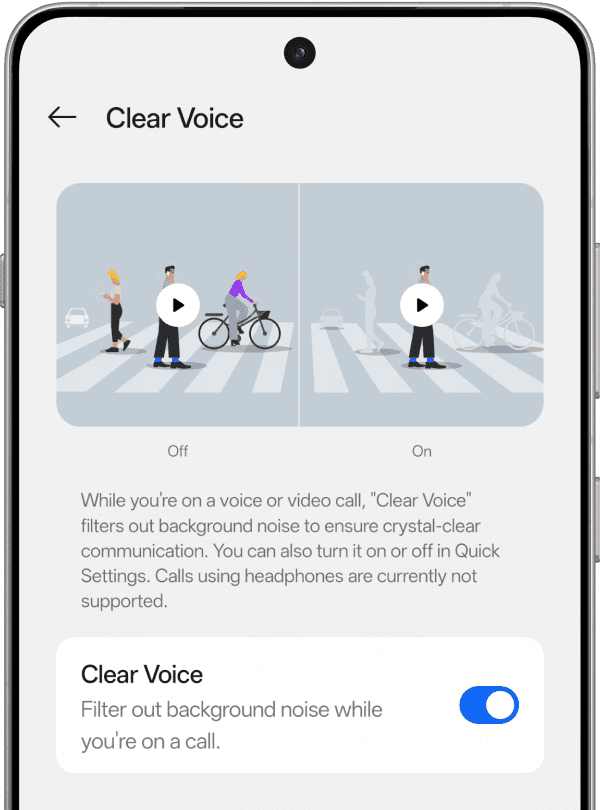 Clear Voice
Off
On
While you're on a voice or video call, "Clear Voice"
filters out background noise to ensure crystal-clear
communication. You can also turn it on or off in Quick
Settings. Calls using headphones are currently not
supported.
Clear Voice
Filter out background noise while
you're on a call.